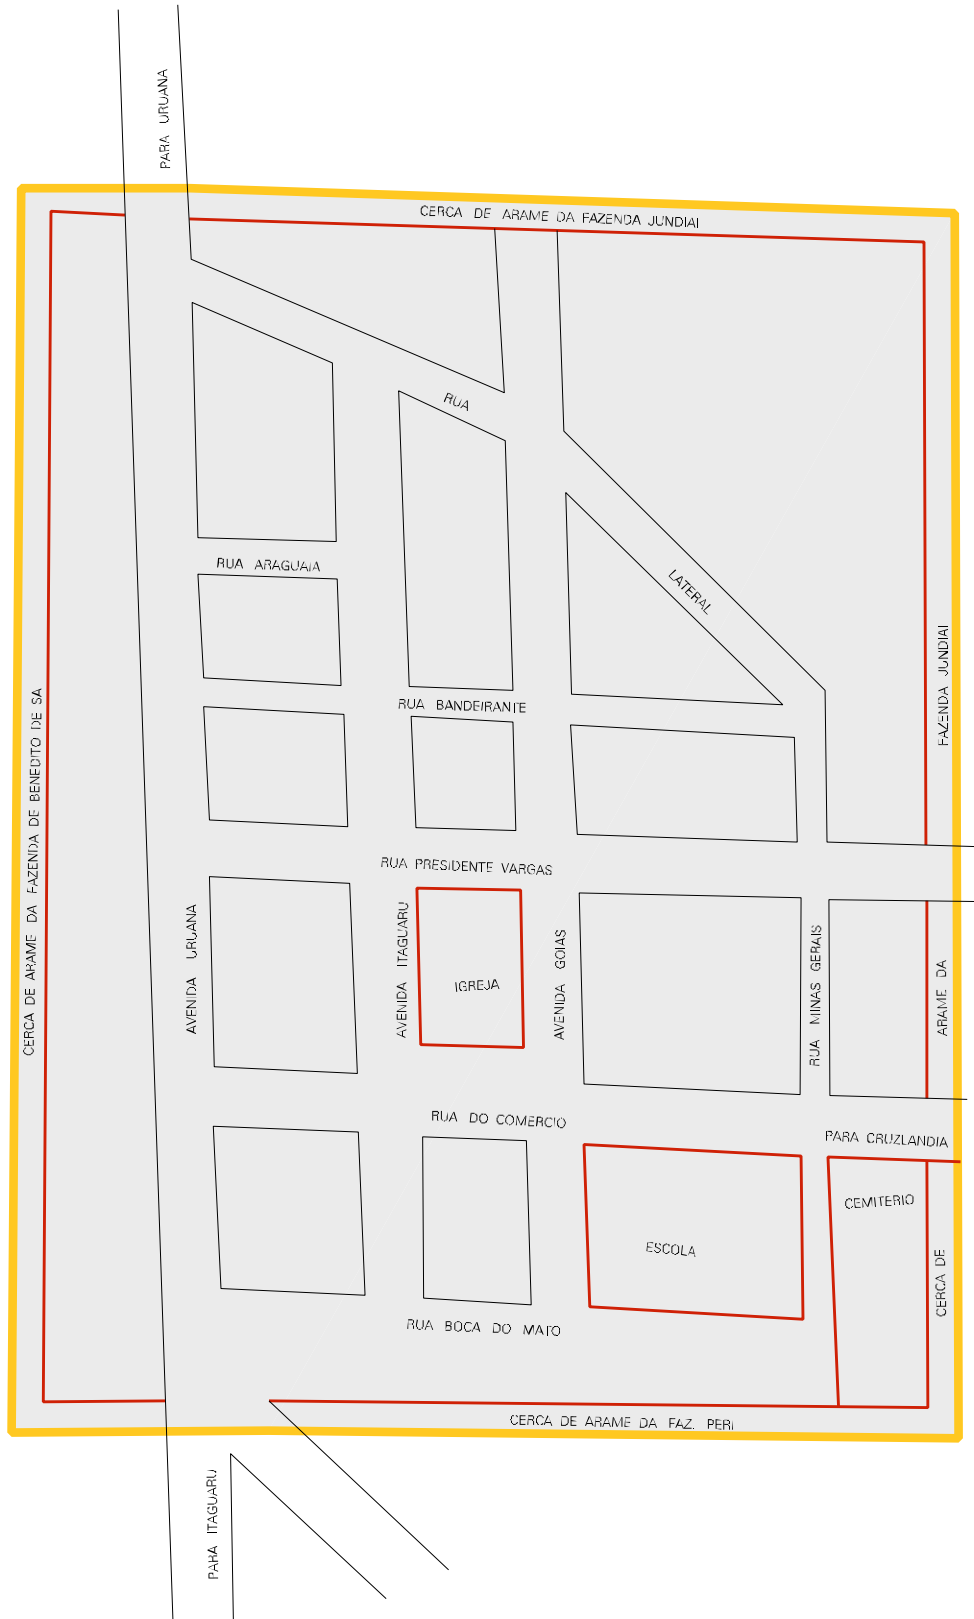 PARA URUANA
CERCA DE ARAME DA FAZENDA JUNDIAI
RUA
RUA ARAGUAIA
LATERAL
FAZENDA JUNDIAI
RUA BANDEIRANTE
CERCA DE ARAME DA FAZENDA DE BENEDITO DE SA
RUA PRESIDENTE VARGAS
AVENIDA URUANA
AVENIDA ITAGUARU
IGREJA
AVENIDA GOIAS
RUA MINAS GERAIS
ARAME DA
RUA DO COMERCIO
PARA CRUZLANDIA
CEMITERIO
ESCOLA
CERCA DE
RUA BOCA DO MATO
CERCA DE ARAME DA FAZ. PERI
PARA ITAGUARU